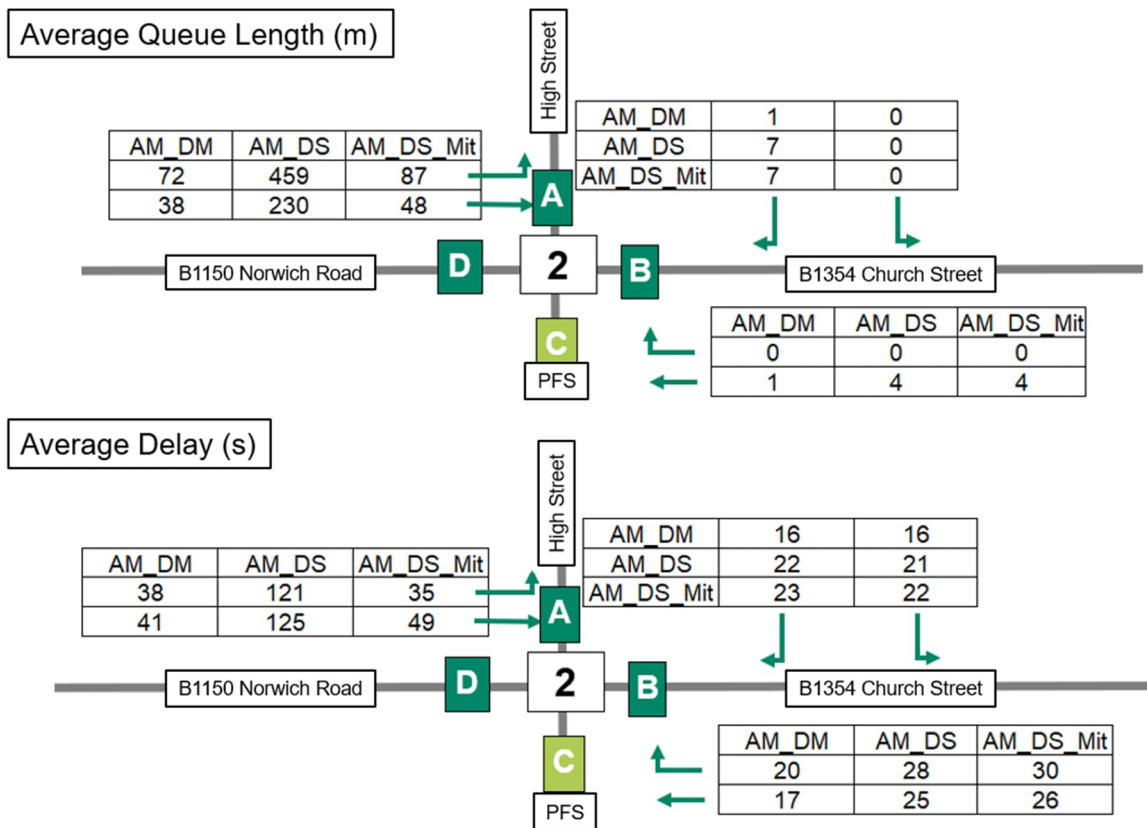 Average Queue Length (m)
High Street
AM_DM 1 0
AM_DS 7 0
AM_DS_Mit 7 0
AM_DM AM_DS AM_DS_Mit
72 459 87
38 230 48
A
B1150 Norwich Road
D
2
B
B1354 Church Street
C
PFS
AM_DM AM_DS AM_DS_Mit
0 0 0
1 4 4
Average Delay (s)
High Street
AM_DM 16 16
AM_DS 22 21
AM_DS_Mit 23 22
AM_DM AM_DS AM_DS_Mit
38 121 35
41 125 49
A
B1150 Norwich Road
D
2
B
B1354 Church Street
C
PFS
AM_DM AM_DS AM_DS_Mit
20 28 30
17 25 26